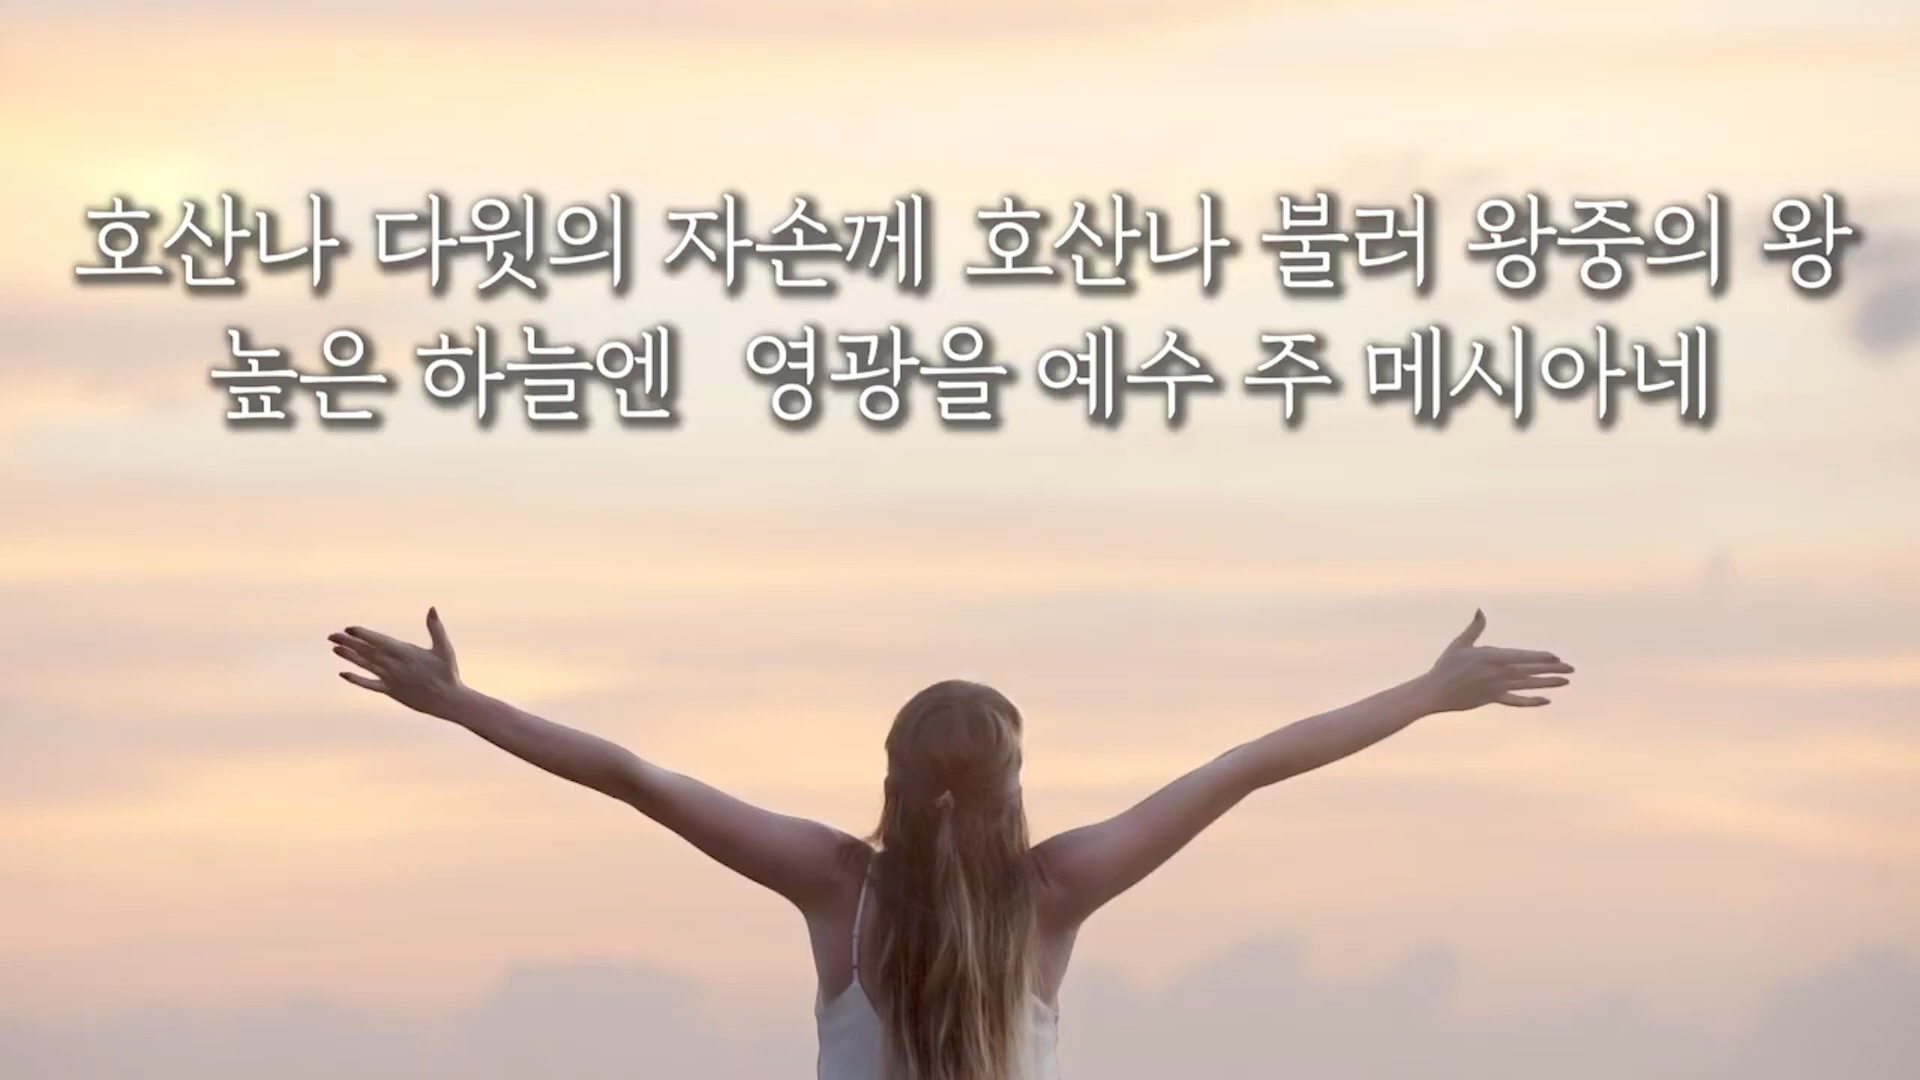 호산나 다윗의 자손께 호산나 불러 왕중의 왕
높은 하늘엔 영광을 예수 주 메시아네